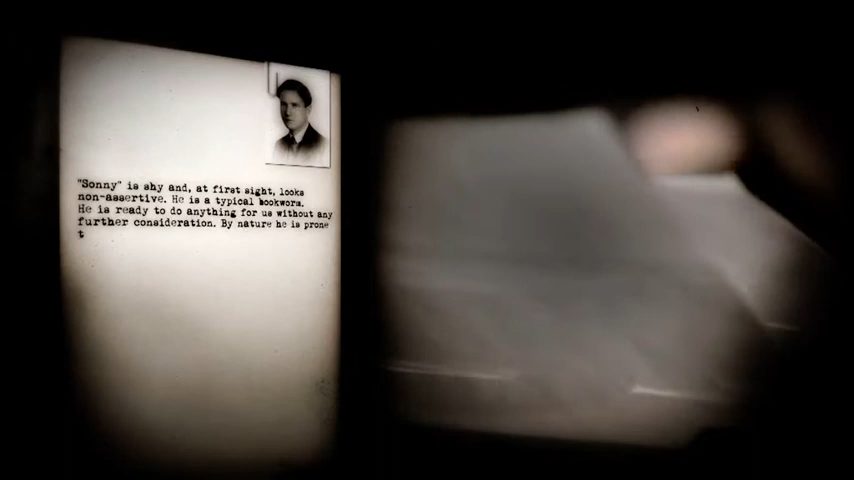 "Sonny" is shy and, at first sight, looks
non-assertive. He is a typical bookworm.
He is ready to do anything for us without any
further consideration. By nature he is prone
t